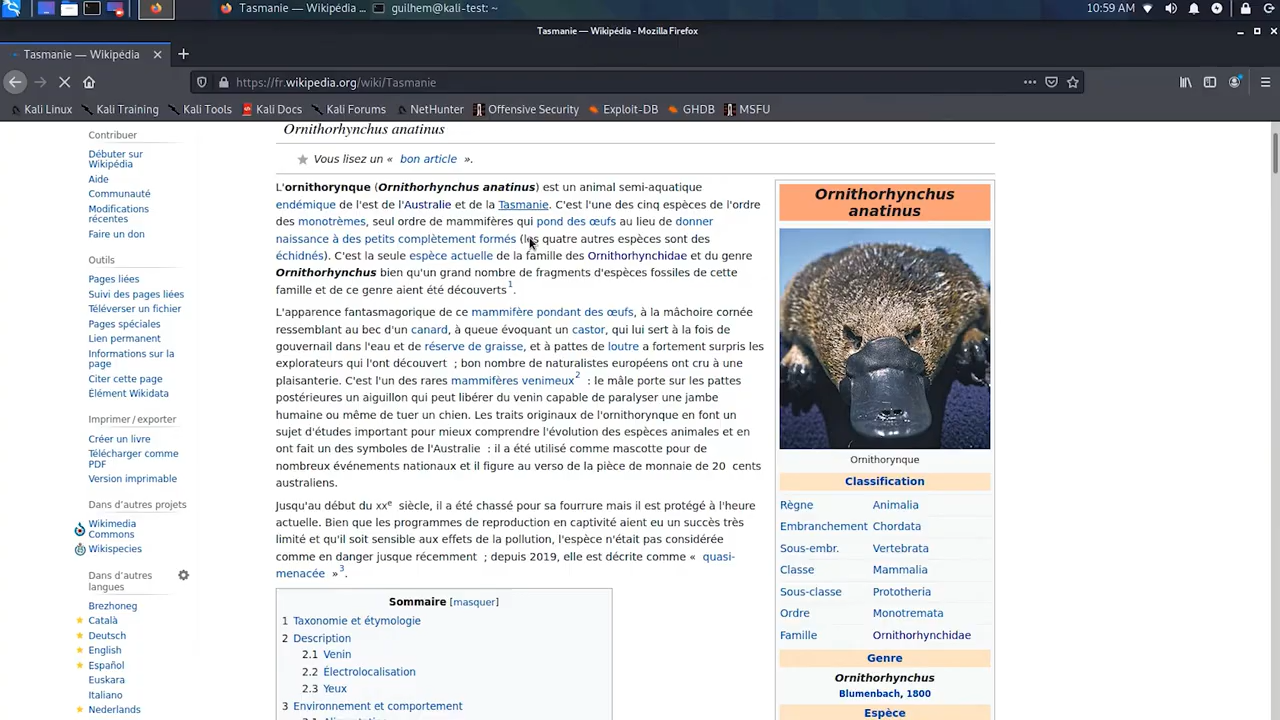 Tasmanie — Wikipédia ...
guilhem@kali-test: ~
10:59 AM
Tasmanie — Wikipédia - Mozilla Firefox
Tasmanie — Wikipédia
https://fr.wikipedia.org/wiki/Tasmanie
Kali Linux
Kali Training
Kali Tools
Kali Docs
Kali Forums
NetHunter
Offensive Security
Exploit-DB
GHDB
MSFU
Contribuer
Débuter sur
Wikipédia
Aide
Communauté
Modifications
récentes
Faire un don
Outils
Pages liées
Suivi des pages liées
Téléverser un fichier
Pages spéciales
Lien permanent
Informations sur la
page
Citer cette page
Élément Wikidata
Imprimer / exporter
Créer un livre
Télécharger comme
PDF
Version imprimable
Dans d’autres projets
Wikimedia
Commons
Wikispecies
Dans d’autres
langues
Brezhoneg
Català
Deutsch
English
Español
Euskara
Italiano
Nederlands
Ornithorhynchus anatinus
Vous lisez un « bon article ».
L'ornithorynque (Ornithorhynchus anatinus) est un animal semi-aquatique
endémique de l'est de l'Australie et de la Tasmanie. C'est l'une des cinq espèces de l'ordre
des monotrèmes, seul ordre de mammifères qui pond des œufs au lieu de donner
naissance à des petits complètement formés (les quatre autres espèces sont des
échidnés). C'est la seule espèce actuelle de la famille des Ornithorhynchidae et du genre
Ornithorhynchus bien qu'un grand nombre de fragments d'espèces fossiles de cette
famille et de ce genre aient été découverts1.
L'apparence fantasmagorique de ce mammifère pondant des œufs, à la mâchoire cornée
ressemblant au bec d'un canard, à queue évoquant un castor, qui lui sert à la fois de
gouvernail dans l'eau et de réserve de graisse, et à pattes de loutre a fortement surpris les
explorateurs qui l'ont découvert ; bon nombre de naturalistes européens ont cru à une
plaisanterie. C'est l'un des rares mammifères venimeux2 : le mâle porte sur les pattes
postérieures un aiguillon qui peut libérer du venin capable de paralyser une jambe
humaine ou même de tuer un chien. Les traits originaux de l'ornithorynque en font un
sujet d'études important pour mieux comprendre l'évolution des espèces animales et en
ont fait un des symboles de l'Australie : il a été utilisé comme mascotte pour de
nombreux événements nationaux et il figure au verso de la pièce de monnaie de 20 cents
australiens.
Jusqu'au début du XXe siècle, il a été chassé pour sa fourrure mais il est protégé à l'heure
actuelle. Bien que les programmes de reproduction en captivité aient eu un succès très
limité et qu'il soit sensible aux effets de la pollution, l'espèce n'était pas considérée
comme en danger jusque récemment ; depuis 2019, elle est décrite comme « quasi-
menacée »3.
Sommaire [masquer]
1 Taxonomie et étymologie
2 Description
2.1 Venin
2.2 Électrolocalisation
2.3 Yeux
3 Environnement et comportement
Ornithorhynchus
anatinus
Ornithorynque
Classification
Règne Animalia
Embranchement Chordata
Sous-embr. Vertebrata
Classe Mammalia
Sous-classe Prototheria
Ordre Monotremata
Famille Ornithorhynchidae
Genre
Ornithorhynchus
Blumenbach, 1800
Espèce